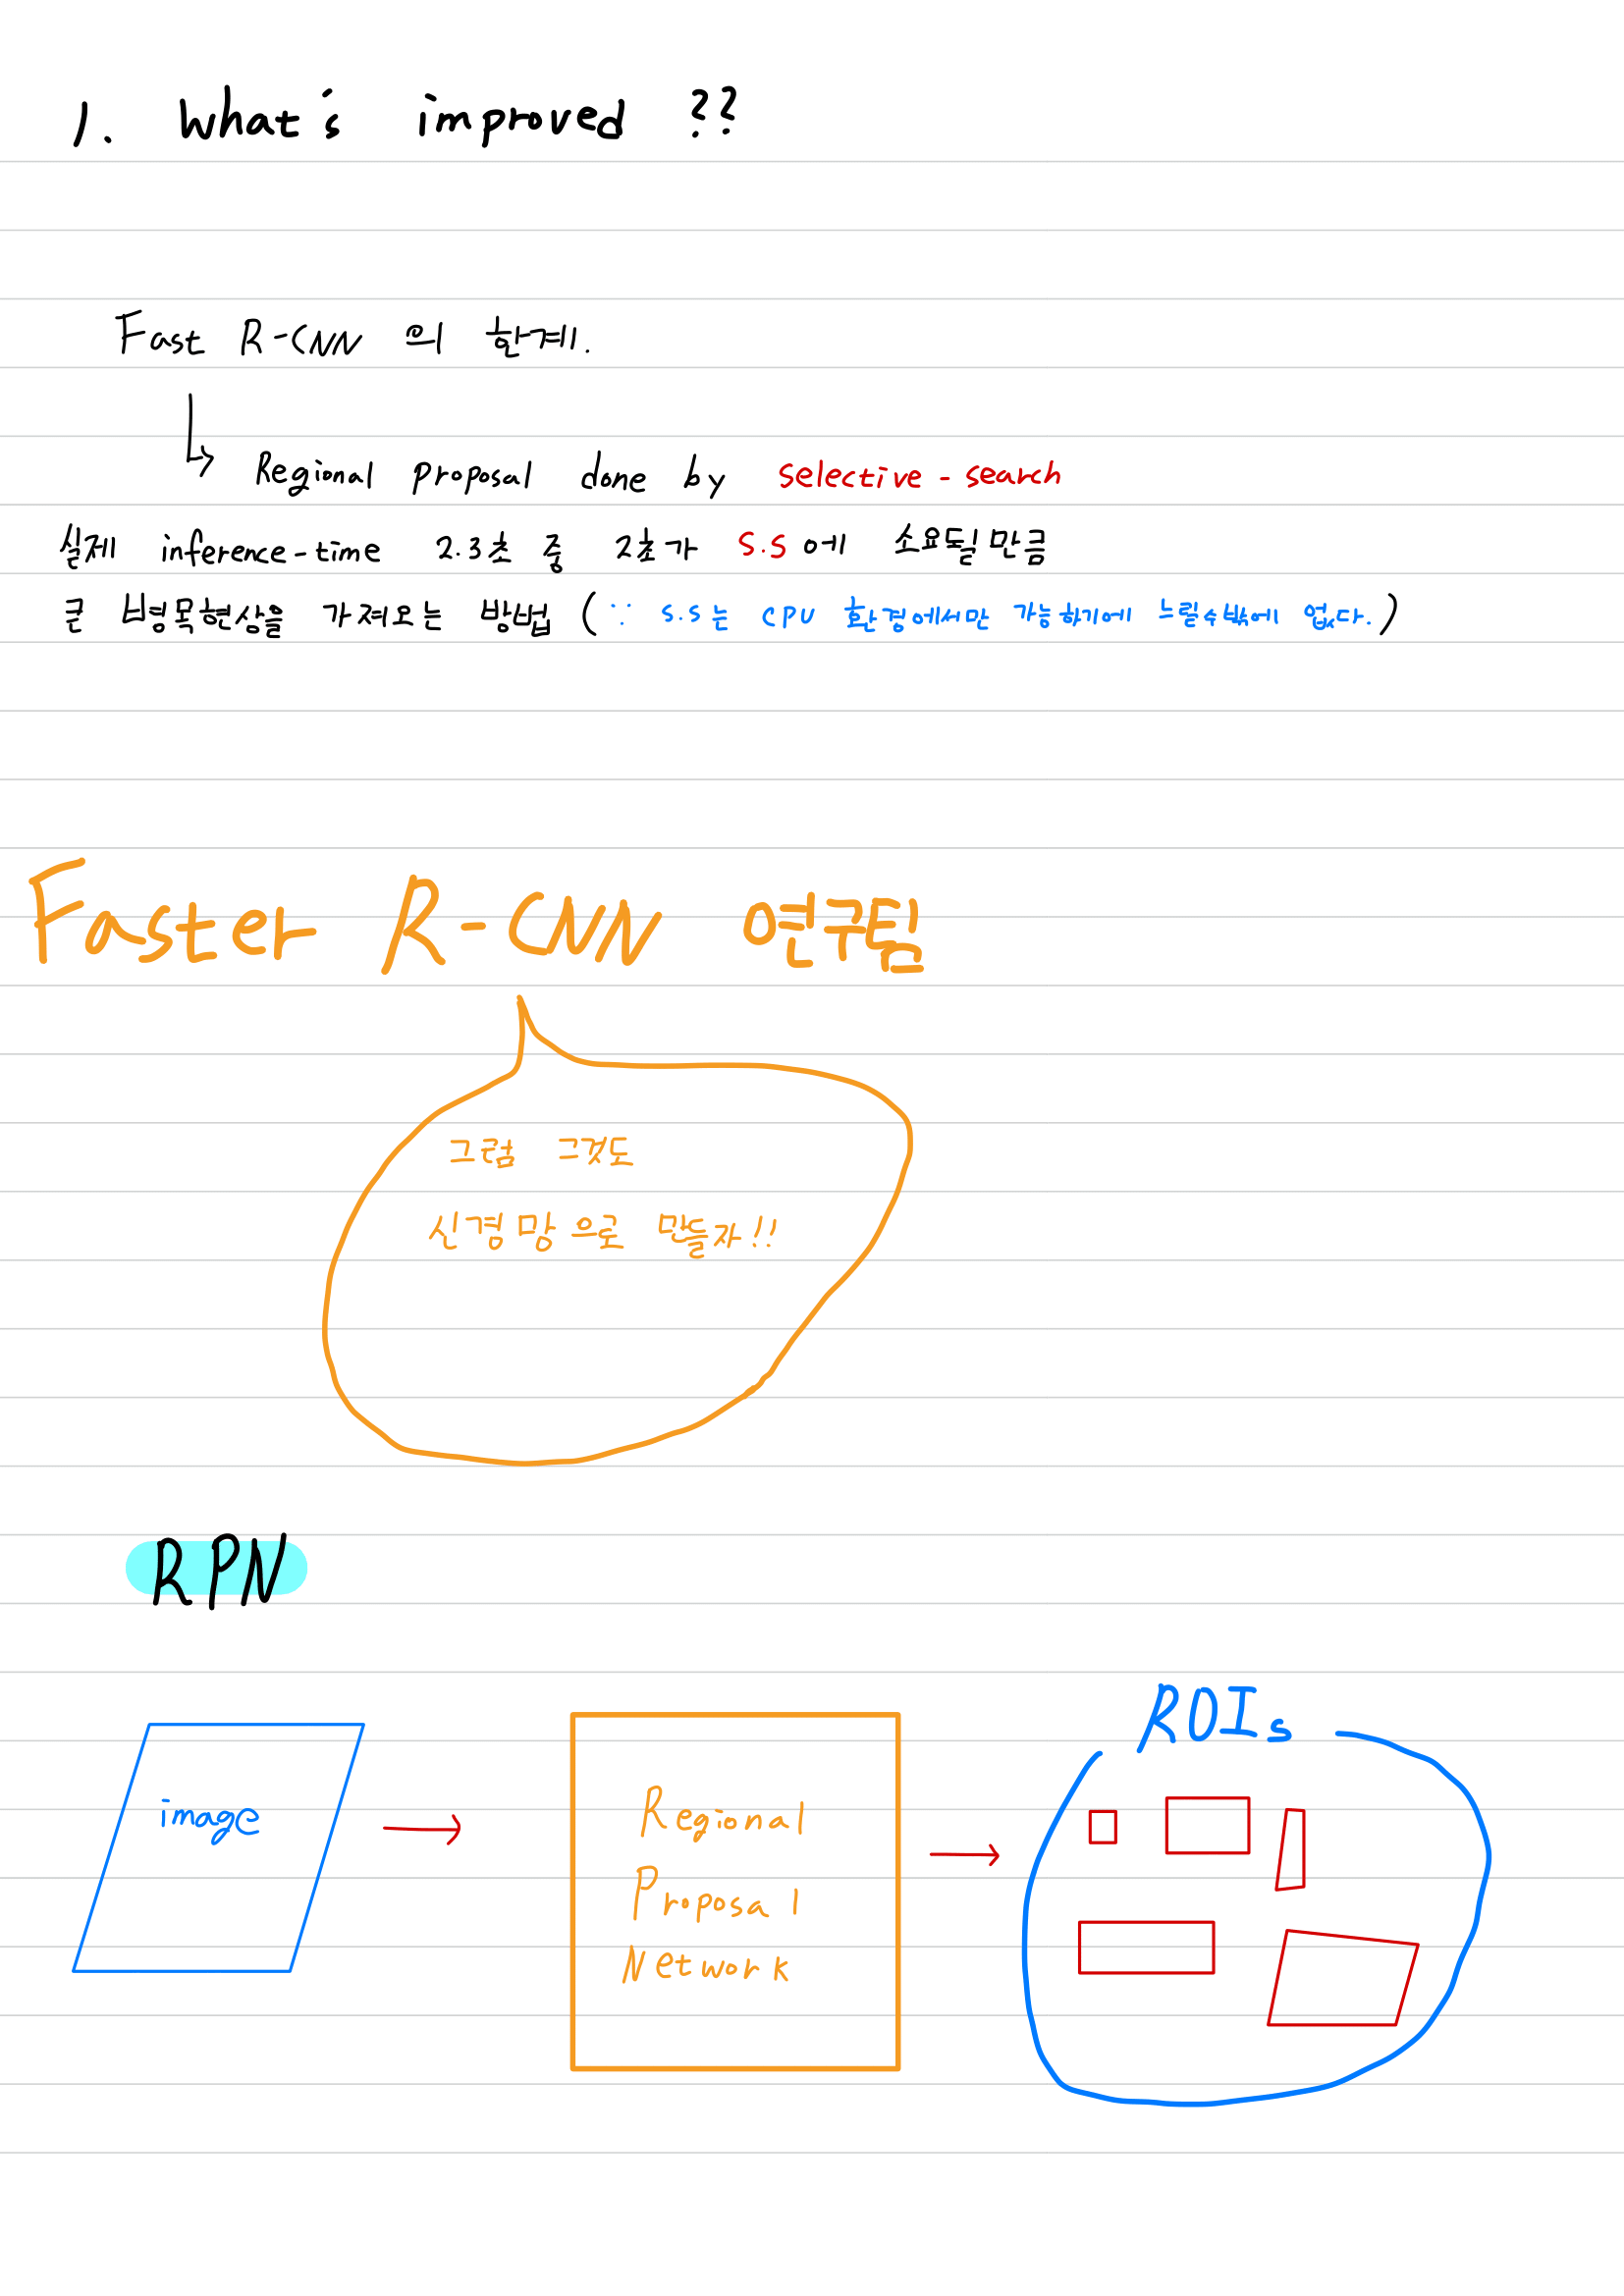 1. What's improved ??
Fast R-CNN 의 한계.
Regional proposal done by selective-search
실제 inference-time 2.3초 중 2초가 S.S에 소요될만큼
큰 병목현상을 가져오는 방법 (∵ S.S는 CPU 환경에서만 가능하기에 느릴수밖에 없다.)
Faster R-CNN 연구팀
그럼 그것도
신경망으로 만들자!!
RPN
image
Regional
Proposal
Network
ROIs